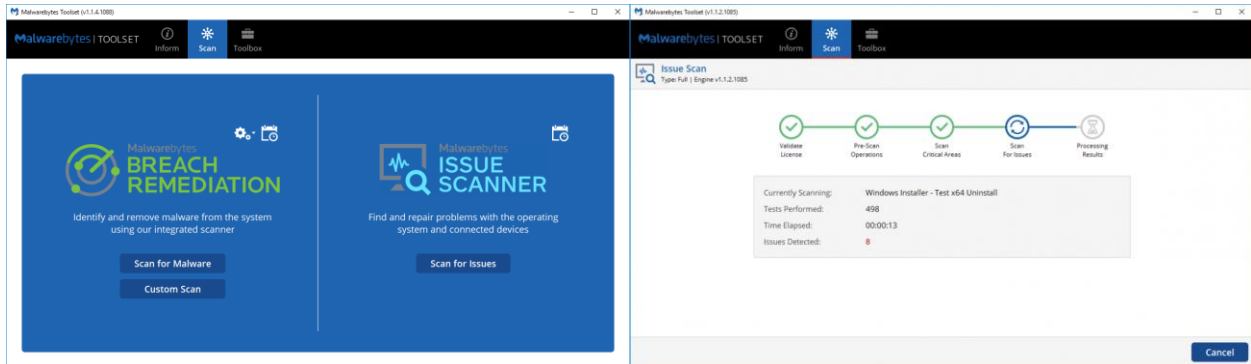 Malwarebytes Toolset (v1.1.4.1088)
Malwarebytes | TOOLSET
Inform
Scan
Toolbox
Malwarebytes
BREACH
REMEDIATION
Identify and remove malware from the system
using our integrated scanner
Scan for Malware
Custom Scan
Malwarebytes
ISSUE
SCANNER
Find and repair problems with the operating
system and connected devices
Scan for Issues
Malwarebytes Toolset (v1.1.2.1085)
Malwarebytes | TOOLSET
Inform
Scan
Toolbox
Issue Scan
Type: Full | Engine v1.1.2.1085
Validate
License
Pre-Scan
Operations
Scan
Critical Areas
Scan
For Issues
Processing
Results
Currently Scanning: Windows Installer - Test x64 Uninstall
Tests Performed: 498
Time Elapsed: 00:00:13
Issues Detected: 8
Cancel